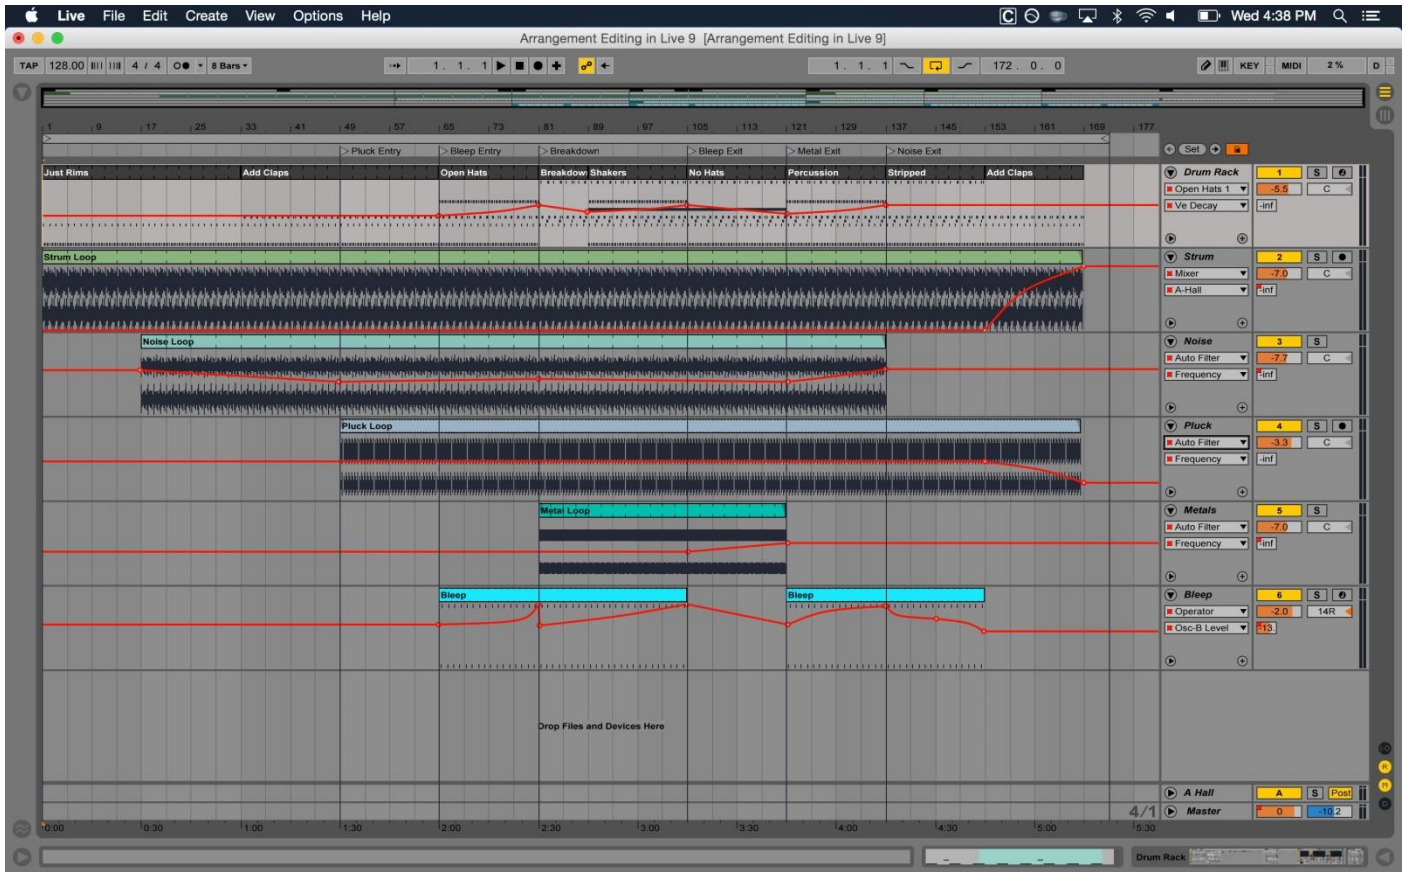 Live File Edit Create View Options Help Wed 4:38 PM
Arrangement Editing in Live 9 [Arrangement Editing in Live 9]
TAP 128.00 4 / 4 8 Bars 1. 1. 1 1. 1. 1 172. 0. 0 KEY MIDI 2 % D
1 9 17 25 33 41 49 57 65 73 81 89 97 105 113 121 129 137 145 153 161 169 177
Pluck Entry Bleep Entry Breakdown Bleep Exit Metal Exit Noise Exit Set
Just Rims Add Claps Open Hats Breakdown Shakers No Hats Percussion Stripped Add Claps Drum Rack 1 S
Open Hats 1 -5.5 C
Ve Decay -inf
Strum Loop Strum 2 S
Mixer -7.0 C
A-Hall -inf
Noise Loop Noise 3 S
Auto Filter -7.7 C
Frequency -inf
Pluck Loop Pluck 4 S
Auto Filter -3.3 C
Frequency -inf
Metal Loop Metals 5 S
Auto Filter -7.0 C
Frequency -inf
Bleep Bleep Bleep 6 S
Operator -2.0 14R
Osc-B Level -13.
Drop Files and Devices Here
A Hall A S Post
4/1 Master 0 -10.2
0:00 0:30 1:00 1:30 2:00 2:30 3:00 3:30 4:00 4:30 5:00 5:30
Drum Rack